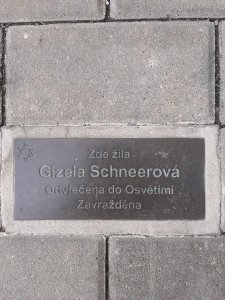 Zde žila
Gizela Schneerová
Odvlečena do Osvětimi
Zavražděna